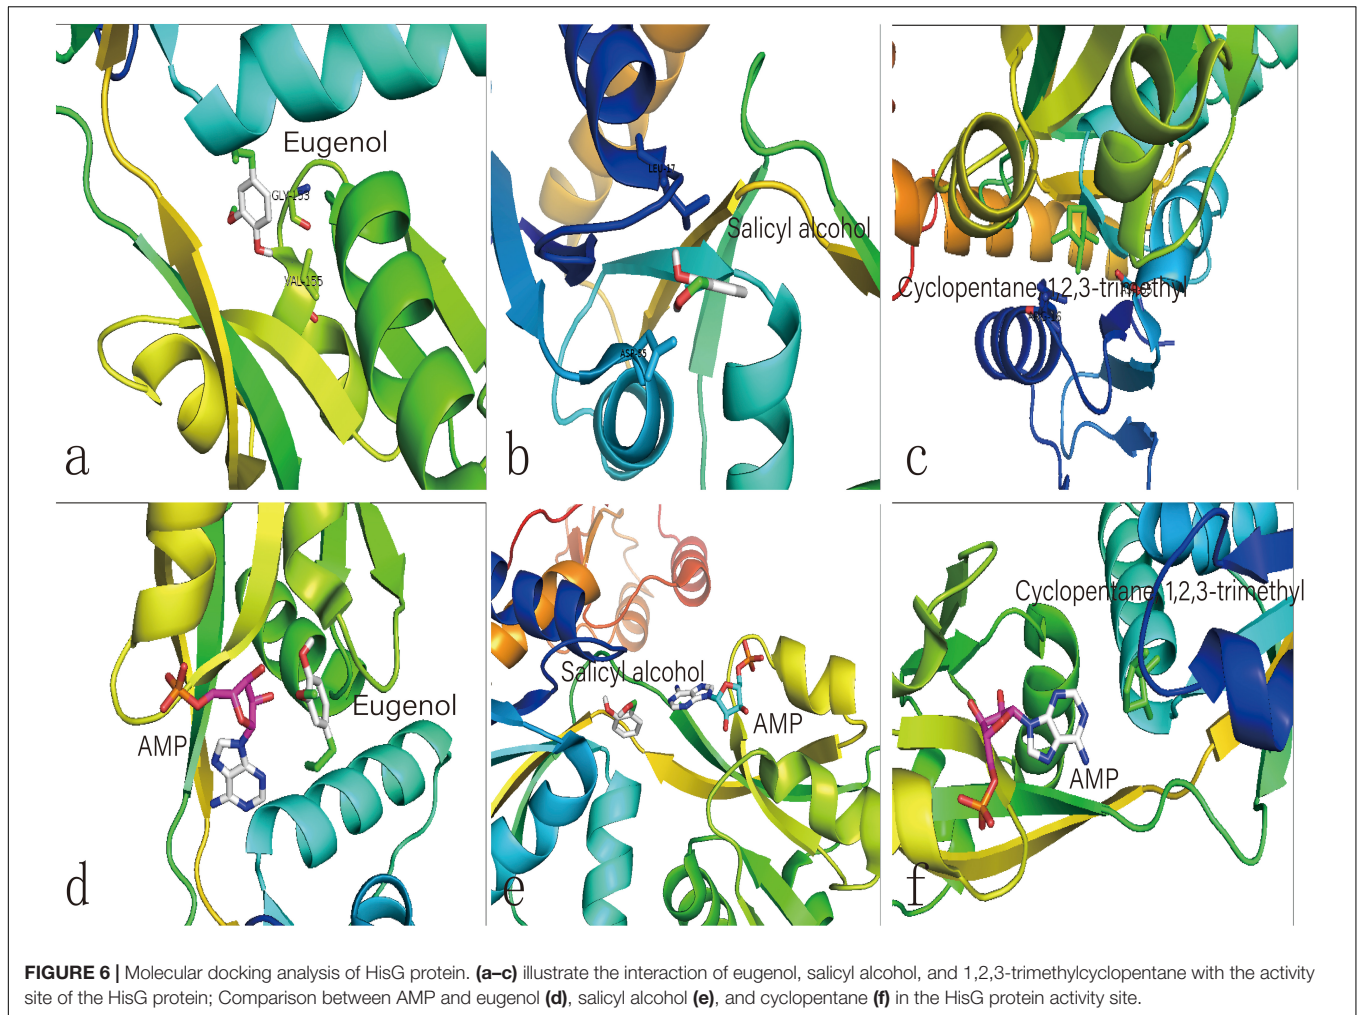 Eugenol
GLY-153
VAL-155
a
LEU-17
Salicyl alcohol
ASP-95
b
Cyclopentane 1,2,3-trimethyl
c
AMP
Eugenol
d
Salicyl alcohol
AMP
e
Cyclopentane 1,2,3-trimethyl
AMP
f
FIGURE 6 | Molecular docking analysis of HisG protein. (a–c) illustrate the interaction of eugenol, salicyl alcohol, and 1,2,3-trimethylcyclopentane with the activity
site of the HisG protein; Comparison between AMP and eugenol (d), salicyl alcohol (e), and cyclopentane (f) in the HisG protein activity site.